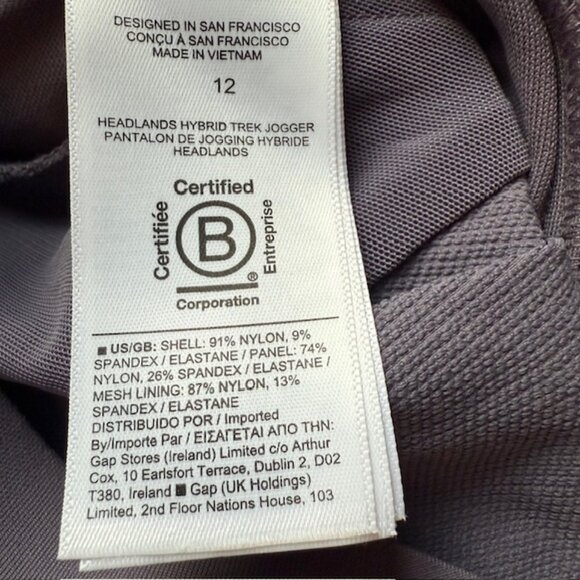 DESIGNED IN SAN FRANCISCO
CONÇU À SAN FRANCISCO
MADE IN VIETNAM
12
HEADLANDS HYBRID TREK JOGGER
PANTALON DE JOGGING HYBRIDE
HEADLANDS
Certified
Certifiée
B
Entreprise
®
Corporation
■ US/GB: SHELL: 91% NYLON, 9%
SPANDEX / ELASTANE / PANEL: 74%
NYLON, 26% SPANDEX / ELASTANE /
MESH LINING: 87% NYLON, 13%
SPANDEX / ELASTANE
DISTRIBUIDO POR / Imported
By/Importe Par / ΕΙΣΑΓΕΤΑΙ ΑΠΟ ΤΗΝ:
Gap Stores (Ireland) Limited c/o Arthur
Cox, 10 Earlsfort Terrace, Dublin 2, D02
T380, Ireland ■ Gap (UK Holdings)
Limited, 2nd Floor Nations House, 103